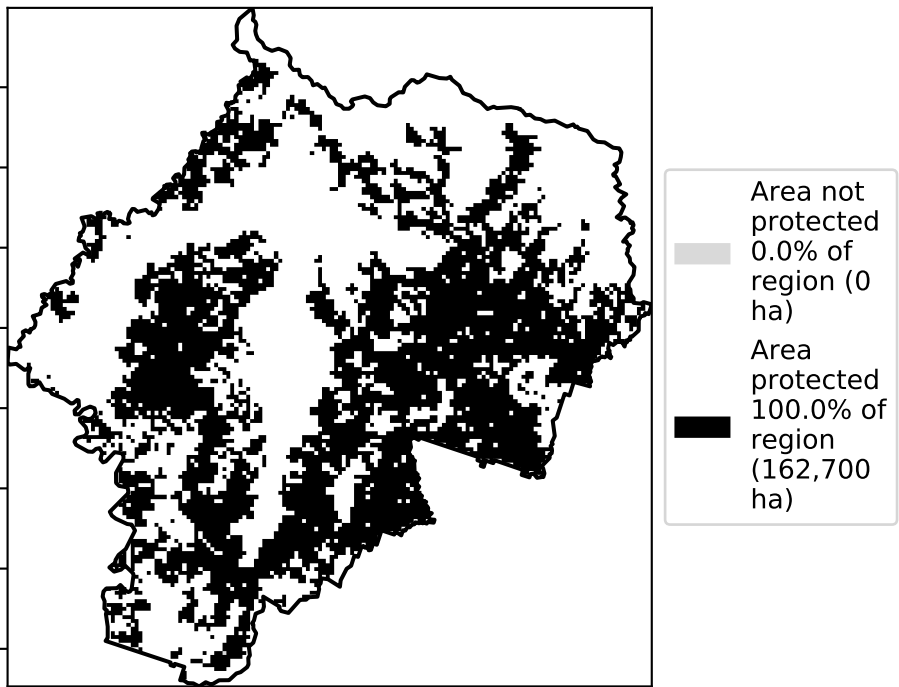 Area not
protected
0.0% of
region (0
ha)
Area
protected
100.0% of
region
(162,700
ha)